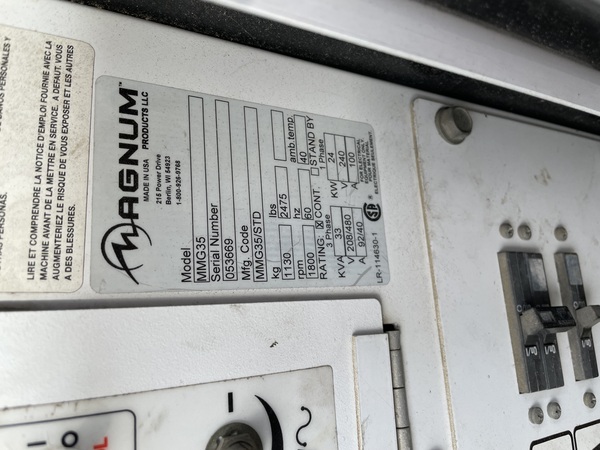 LIRE ET COMPRENDRE LA NOTICE D'EMPLOI FOURNIE AVEC LA
MACHINE AVANT DE LA METTRE EN SERVICE. A DEFAUT, VOUS
AUGMENTERIEZ LE RISQUE DE VOUS EXPOSER ET LES AUTRES
A DES BLESSURES.
MAGNUM™
PRODUCTS LLC
MADE IN USA
215 Power Drive
Berlin, WI 54923
1-800-926-9768
Model
MMG35
Serial Number
053669
Mfg. Code
MMG35/STD
kg lbs
1130 2475
rpm hz amb.temp.
1800 60 40
RATING: ☒ CONT. ☐ STAND BY
3 Phase 1 Phase
KVA 33 KW 24
V 208/480 V 240
A 92/40 A 100
LR-114630-1
I
O